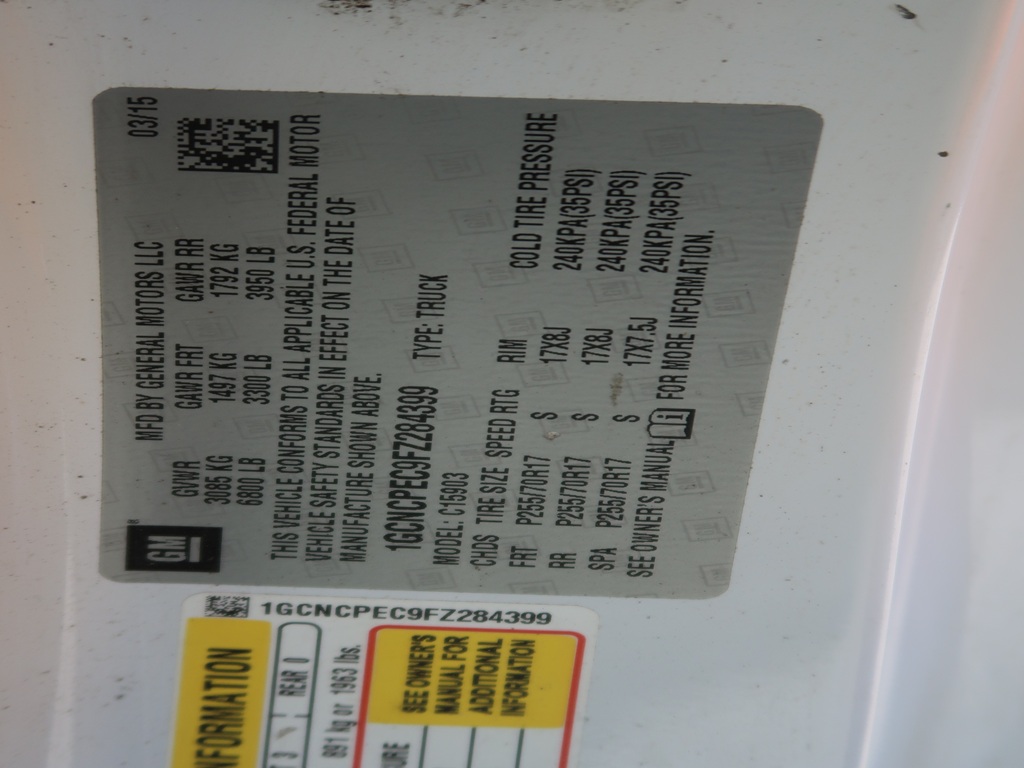 GM
MFD BY GENERAL MOTORS LLC 03/15
GVWR GAWR FRT GAWR RR
3085 KG 1497 KG 1792 KG
6800 LB 3300 LB 3950 LB
THIS VEHICLE CONFORMS TO ALL APPLICABLE U.S. FEDERAL MOTOR
VEHICLE SAFETY STANDARDS IN EFFECT ON THE DATE OF
MANUFACTURE SHOWN ABOVE.
1GCNCPEC9FZ284399 TYPE: TRUCK
MODEL: C15903
CHDS TIRE SIZE SPEED RTG RIM COLD TIRE PRESSURE
FRT P255/70R17 S 17X8J 240KPA(35PSI)
RR P255/70R17 S 17X8J 240KPA(35PSI)
SPA P255/70R17 S 17X7.5J 240KPA(35PSI)
SEE OWNER'S MANUAL FOR MORE INFORMATION.
1GCNCPEC9FZ284399
NFORMATION
T 3 REAR 0
891 kg or 1963 lbs.
URE
SEE OWNER'S
MANUAL FOR
ADDITIONAL
INFORMATION